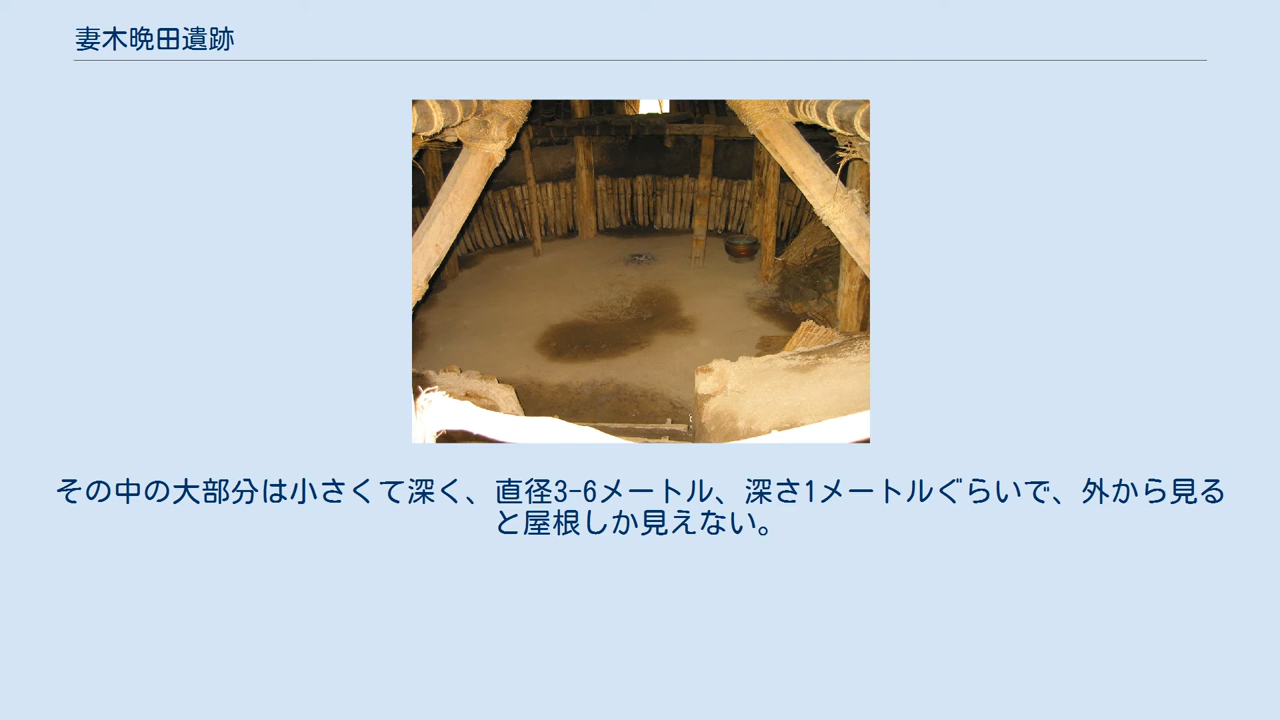 妻木晩田遺跡
その中の大部分は小さくて深く、直径3-6メートル、深さ1メートルぐらいで、外から見る
と屋根しか見えない。